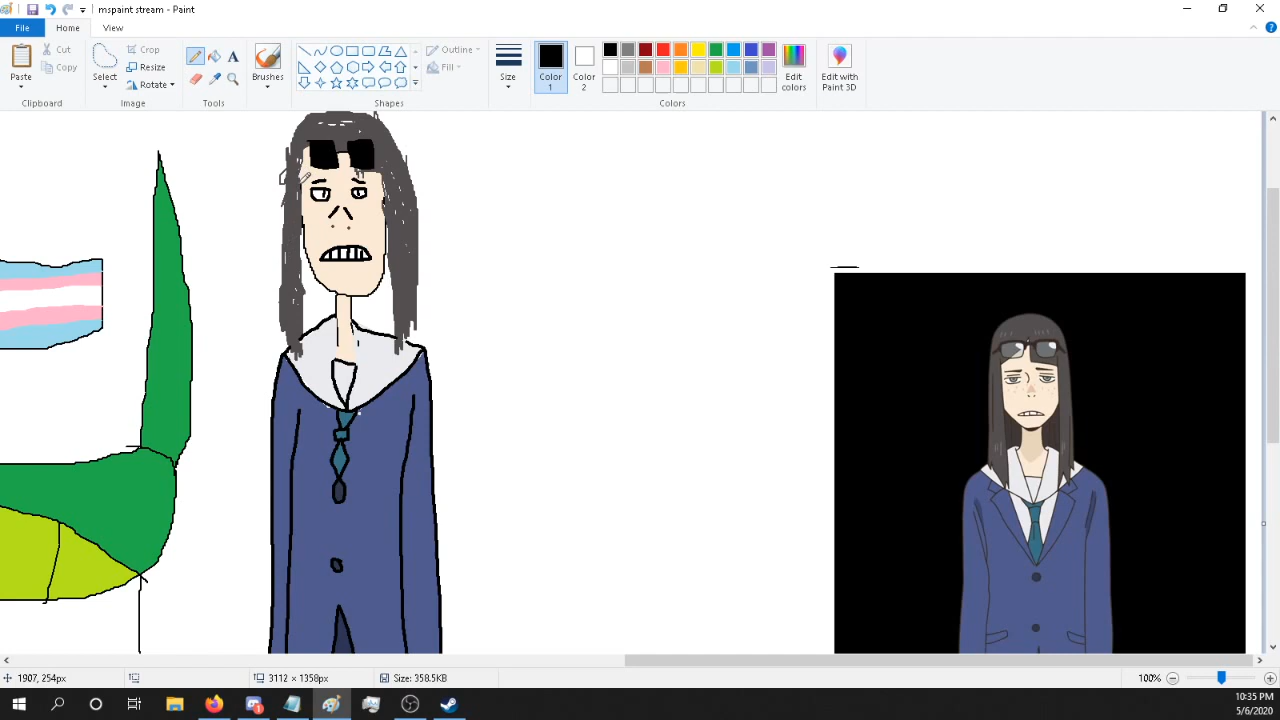 mspaint stream - Paint
File Home View
Paste
Cut
Copy
Clipboard
Select
Crop
Resize
Rotate
Image
Tools
Brushes
Shapes
Outline
Fill
Size
Color 1
Color 2
Colors
Edit colors
Edit with Paint 3D
1907, 254px
3112 × 1358px
Size: 358.5KB
100%
10:35 PM
5/6/2020